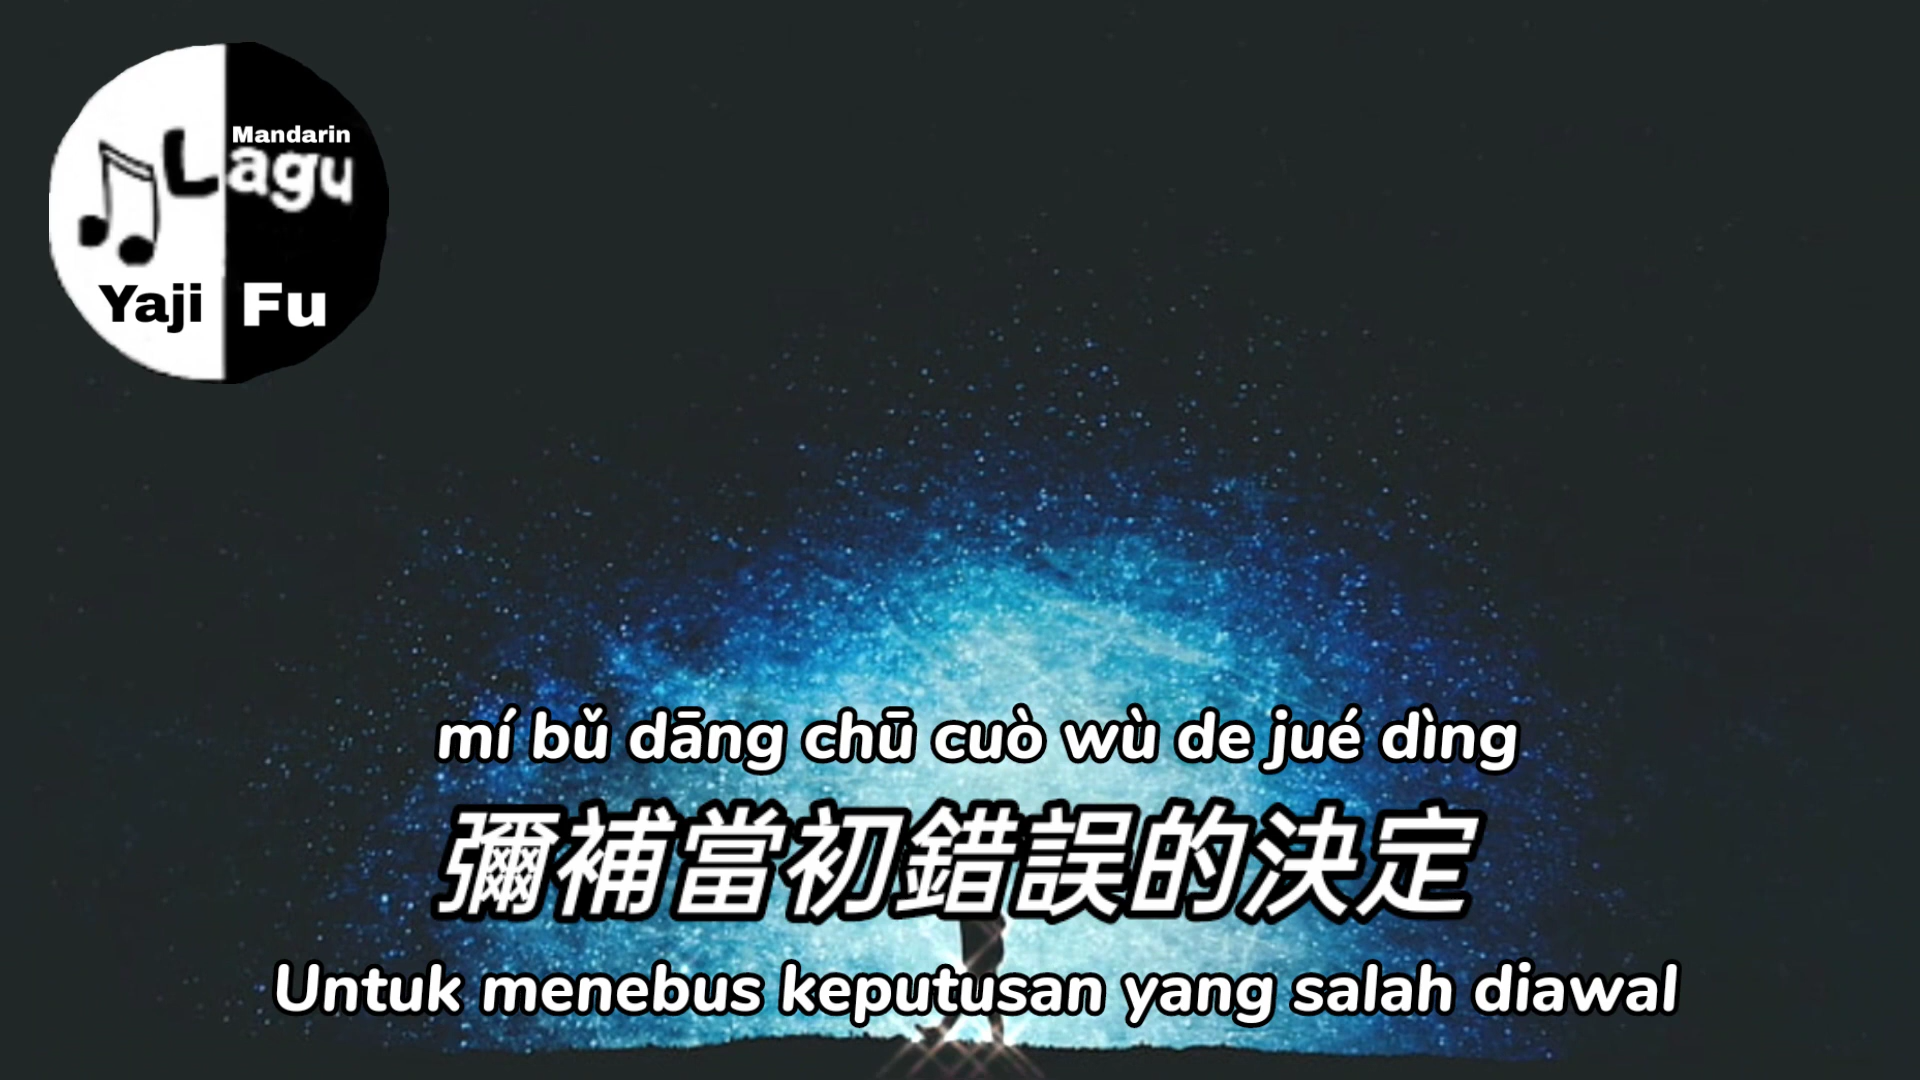 Mandarin
Lagu
Yaji Fu
mí bǔ dāng chū cuò wù de jué dìng
彌補當初錯誤的決定
Untuk menebus keputusan yang salah diawal